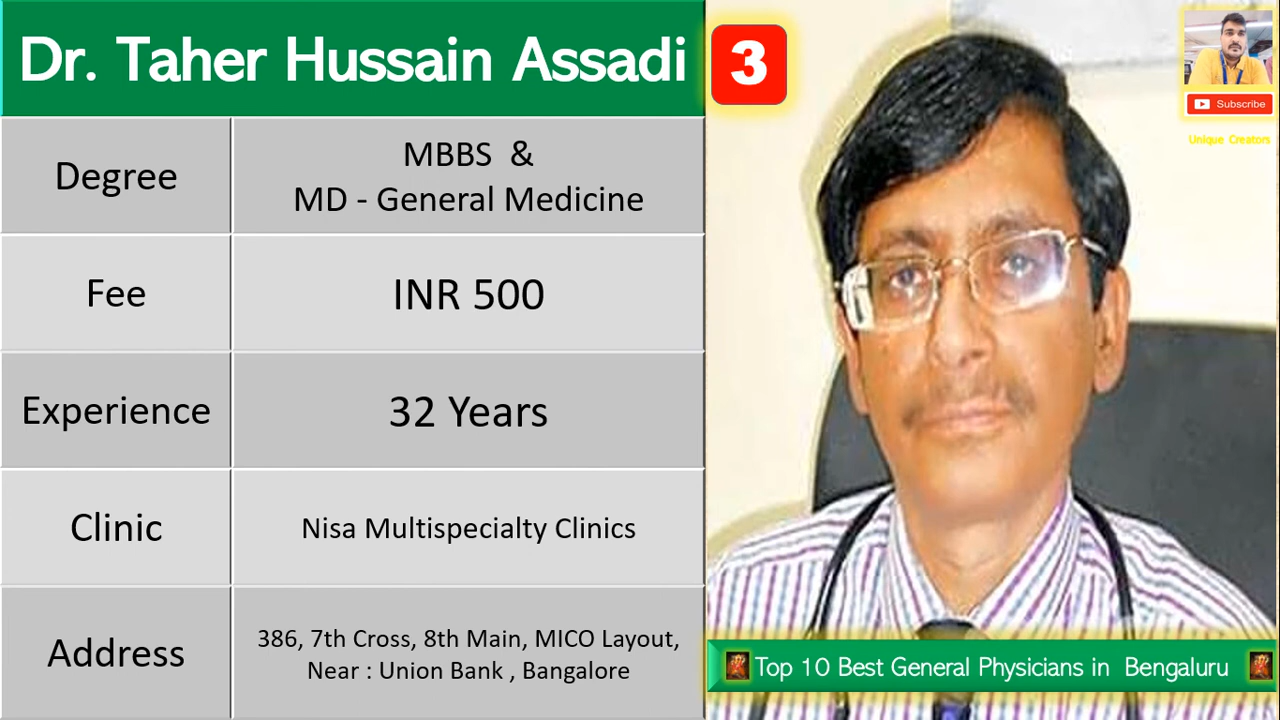 Dr. Taher Hussain Assadi
3
Subscribe
Unique Creators
Degree
MBBS &
MD - General Medicine
Fee
INR 500
Experience
32 Years
Clinic
Nisa Multispecialty Clinics
Address
386, 7th Cross, 8th Main, MICO Layout,
Near : Union Bank , Bangalore
Top 10 Best General Physicians in Bengaluru